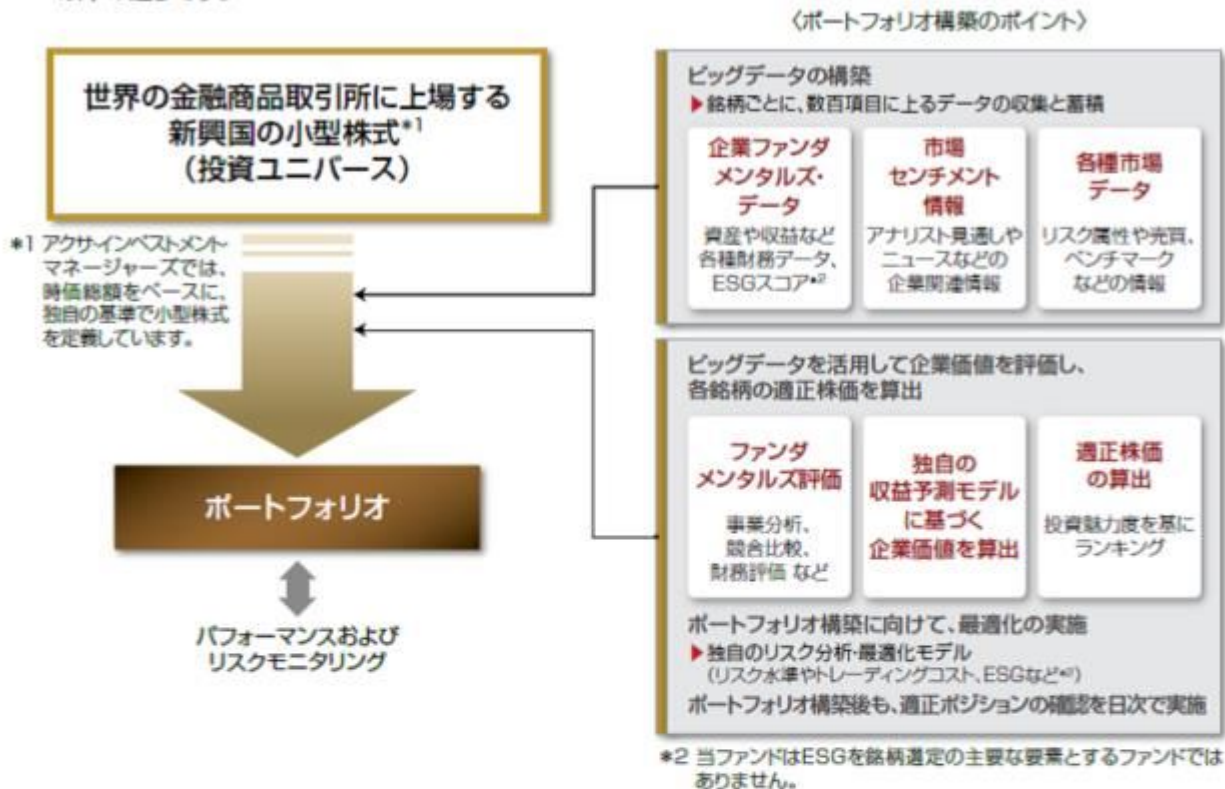 〈ポートフォリオ構築のポイント〉
世界の金融商品取引所に上場する
新興国の小型株式*1
(投資ユニバース)
*1 アクサ・インベストメント・
マネージャーズでは、
時価総額をベースに、
独自の基準で小型株式
を定義しています。
ポートフォリオ
パフォーマンスおよび
リスクモニタリング
ビッグデータの構築
▶銘柄ごとに、数百項目に上るデータの収集と蓄積
企業ファンダ
メンタルズ・
データ
資産や収益など
各種財務データ、
ESGスコア*2
市場
センチメント
情報
アナリスト見通しや
ニュースなどの
企業関連情報
各種市場
データ
リスク属性や売買、
ベンチマーク
などの情報
ビッグデータを活用して企業価値を評価し、
各銘柄の適正株価を算出
ファンダ
メンタルズ評価
事業分析、
競合比較、
財務評価 など
独自の
収益予測モデル
に基づく
企業価値を算出
適正株価
の算出
投資魅力度を基に
ランキング
ポートフォリオ構築に向けて、最適化の実施
▶独自のリスク分析・最適化モデル
(リスク水準やトレーディングコスト、ESGなど*2)
ポートフォリオ構築後も、適正ポジションの確認を日次で実施
*2 当ファンドはESGを銘柄選定の主要な要素とするファンドでは
ありません。